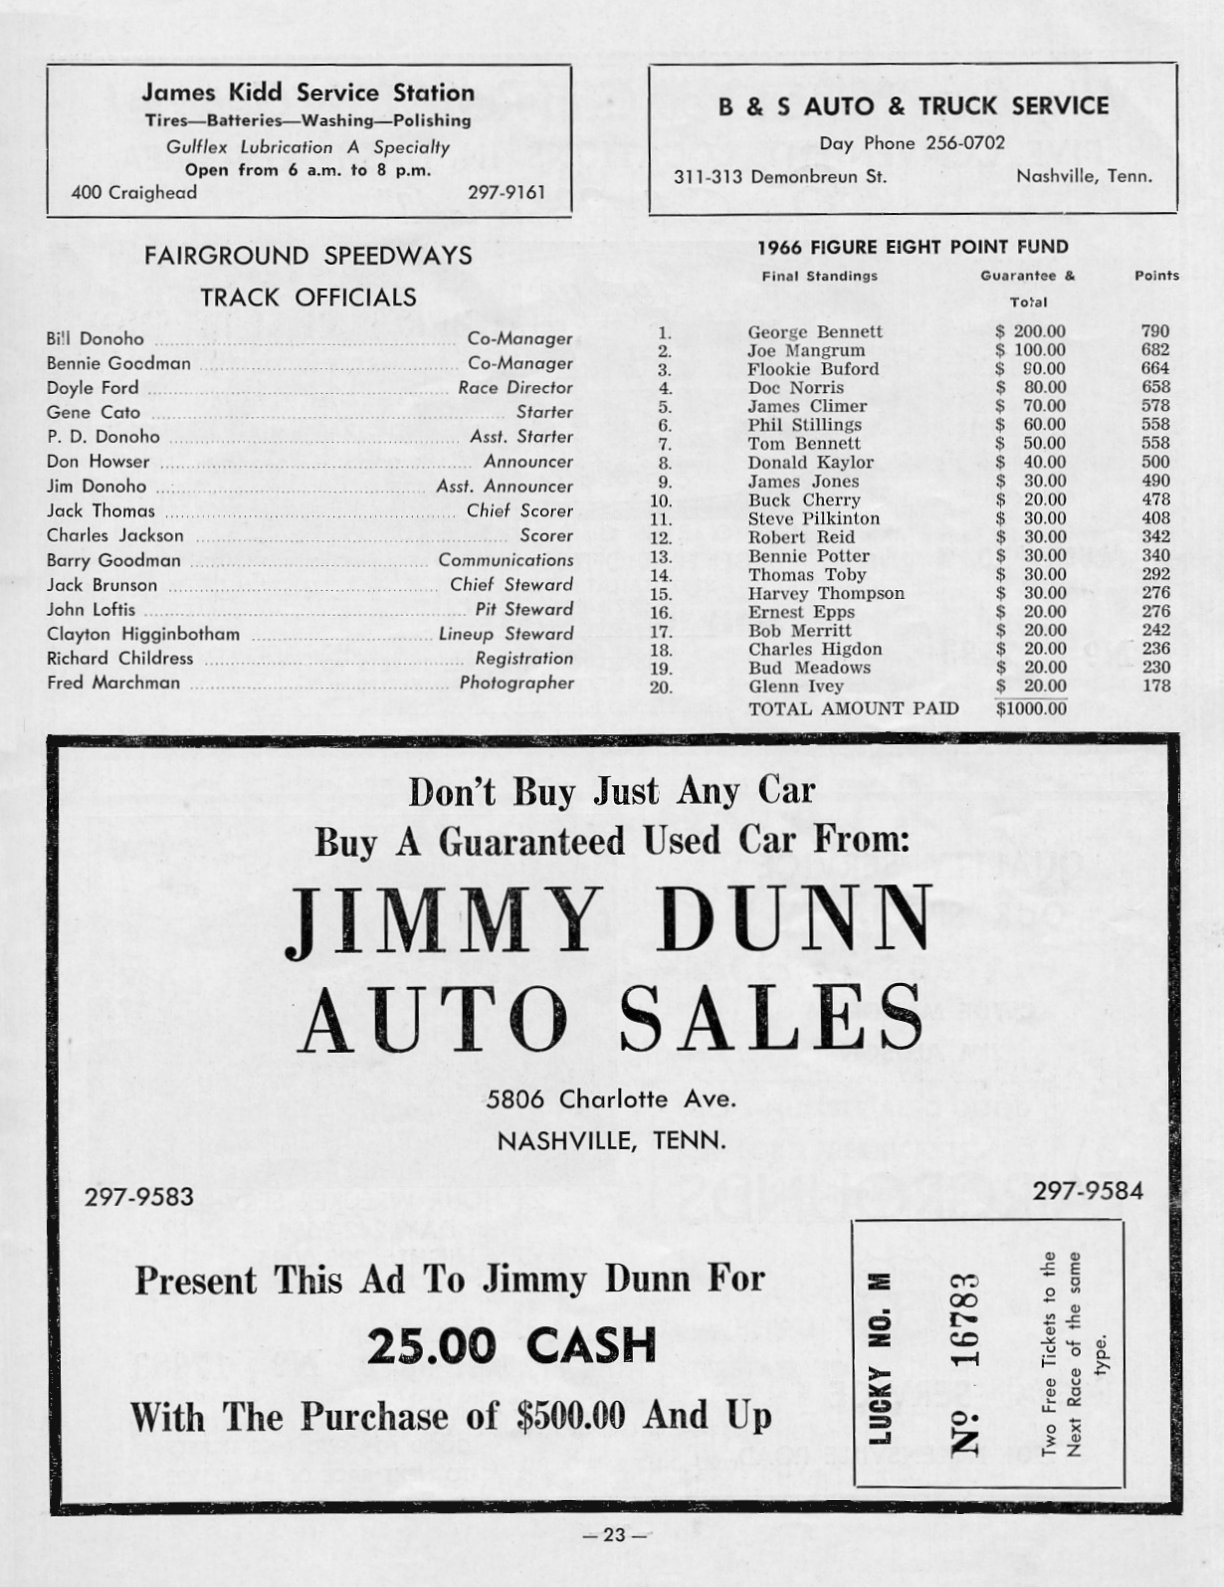 James Kidd Service Station
Tires—Batteries—Washing—Polishing
Gulflex Lubrication A Specialty
Open from 6 a.m. to 8 p.m.
400 Craighead 297-9161
B & S AUTO & TRUCK SERVICE
Day Phone 256-0702
311-313 Demonbreun St. Nashville, Tenn.
FAIRGROUND SPEEDWAYS
TRACK OFFICIALS
Bill Donoho ... Co-Manager
Bennie Goodman ... Co-Manager
Doyle Ford ... Race Director
Gene Cato ... Starter
P. D. Donoho ... Asst. Starter
Don Howser ... Announcer
Jim Donoho ... Asst. Announcer
Jack Thomas ... Chief Scorer
Charles Jackson ... Scorer
Barry Goodman ... Communications
Jack Brunson ... Chief Steward
John Loftis ... Pit Steward
Clayton Higginbotham ... Lineup Steward
Richard Childress ... Registration
Fred Marchman ... Photographer
1966 FIGURE EIGHT POINT FUND
Final Standings Guarantee & Points
Total
1. George Bennett $ 200.00 790
2. Joe Mangrum $ 100.00 682
3. Flookie Buford $ 90.00 664
4. Doc Norris $ 80.00 658
5. James Climer $ 70.00 578
6. Phil Stillings $ 60.00 558
7. Tom Bennett $ 50.00 558
8. Donald Kaylor $ 40.00 500
9. James Jones $ 30.00 490
10. Buck Cherry $ 20.00 478
11. Steve Pilkinton $ 30.00 408
12. Robert Reid $ 30.00 342
13. Bennie Potter $ 30.00 340
14. Thomas Toby $ 30.00 292
15. Harvey Thompson $ 30.00 276
16. Ernest Epps $ 20.00 276
17. Bob Merritt $ 20.00 242
18. Charles Higdon $ 20.00 236
19. Bud Meadows $ 20.00 230
20. Glenn Ivey $ 20.00 178
TOTAL AMOUNT PAID $1000.00
Don't Buy Just Any Car
Buy A Guaranteed Used Car From:
JIMMY DUNN
AUTO SALES
5806 Charlotte Ave.
NASHVILLE, TENN.
297-9583 297-9584
Present This Ad To Jimmy Dunn For
25.00 CASH
With The Purchase of $500.00 And Up
LUCKY NO. M
Nº 16783
Two Free Tickets to the
Next Race of the same
type.
— 23 —